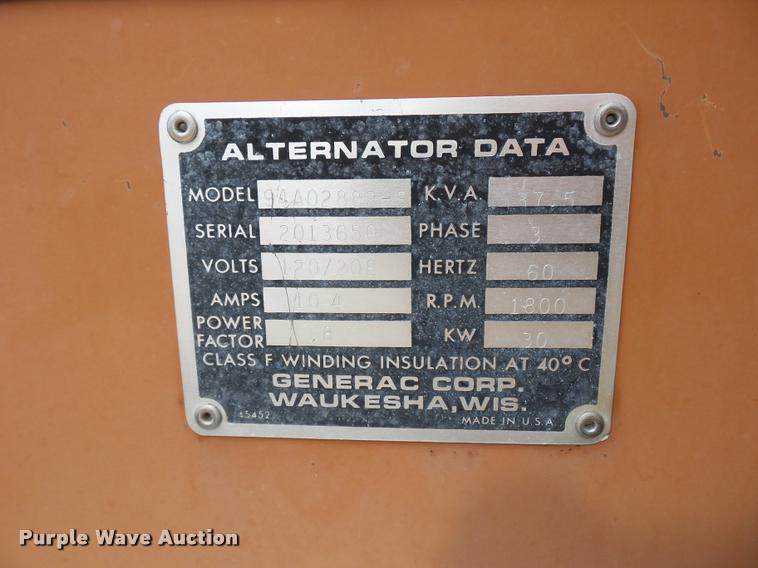 ALTERNATOR DATA
MODEL K.V.A. 37.5
SERIAL 2013650 PHASE 3
VOLTS 120/208 HERTZ 60
AMPS R.P.M. 1800
POWER FACTOR .8 KW 30
CLASS F WINDING INSULATION AT 40° C
GENERAC CORP.
WAUKESHA, WIS.
45452 MADE IN U.S.A.
Purple Wave Auction